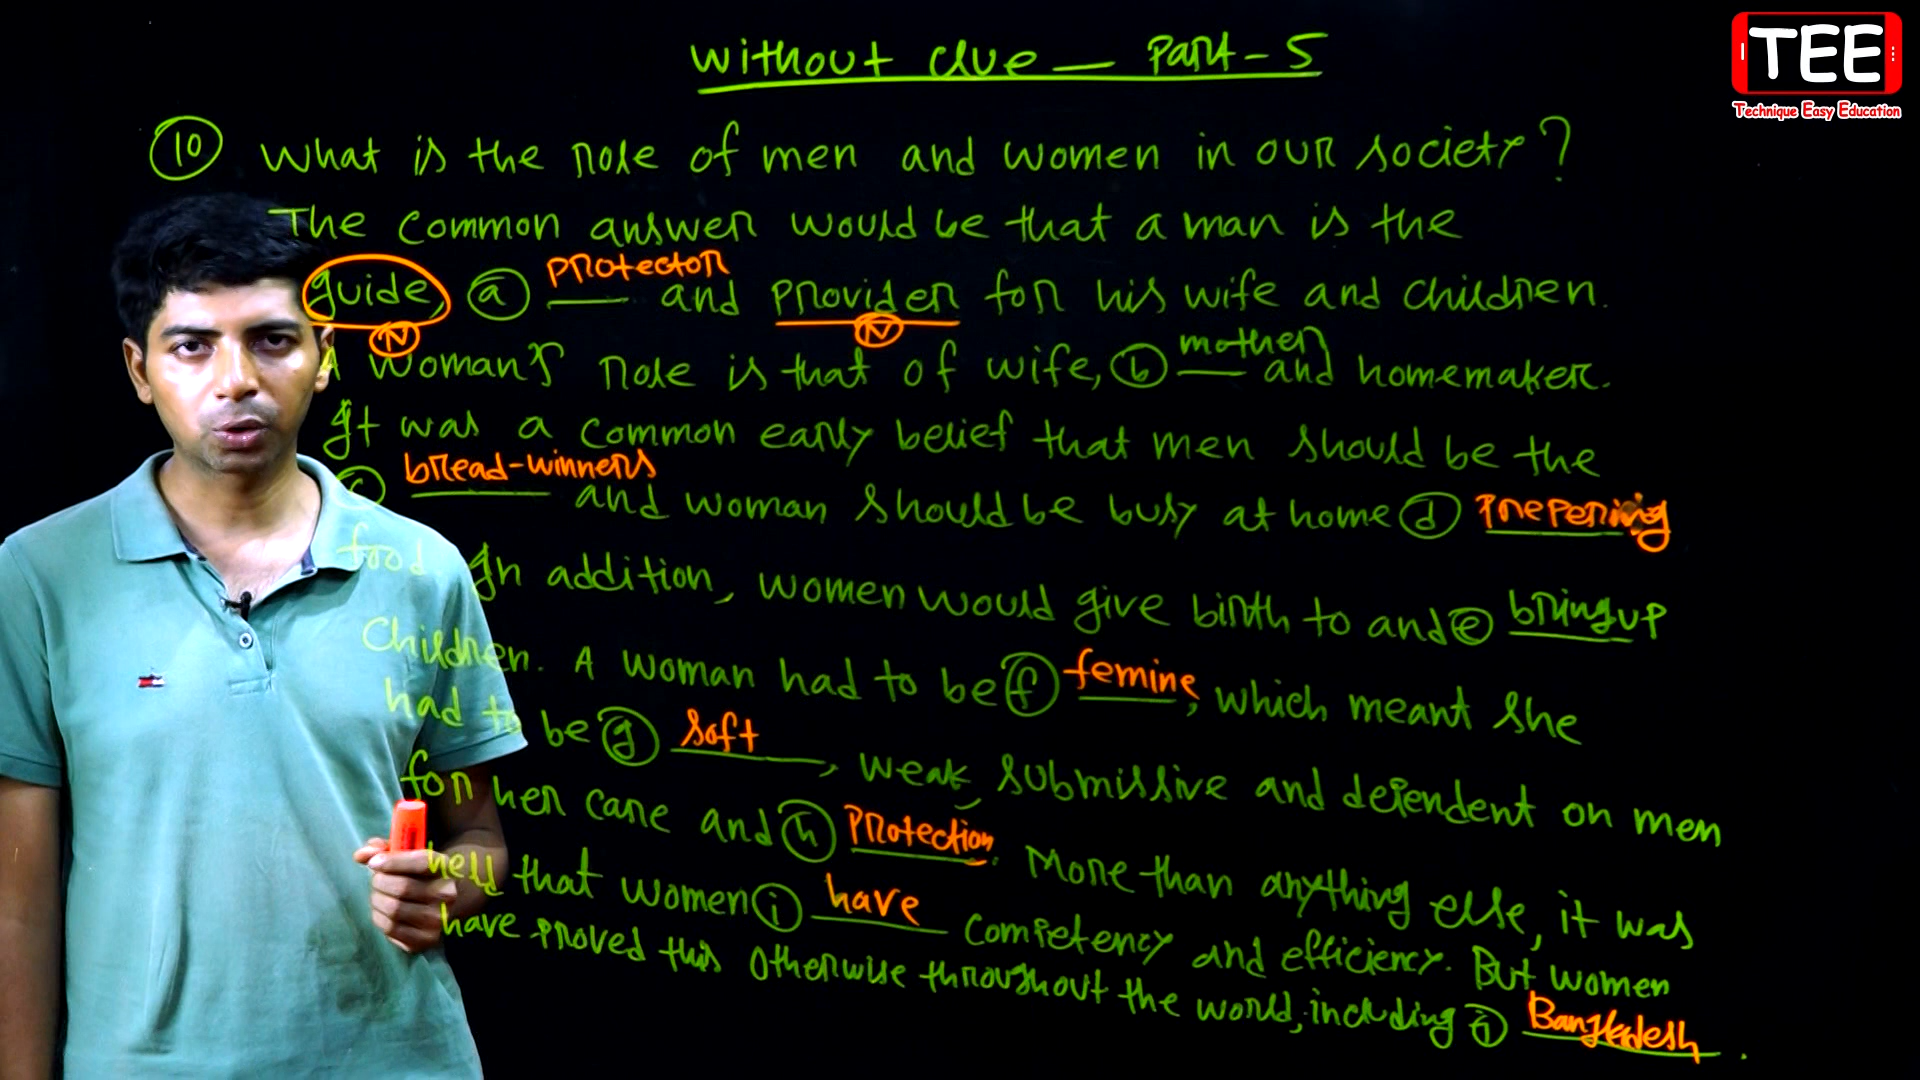 TEE
Technique Easy Education
Without clue — Part-5
10 What is the role of men and women in our society?
The common answer would be that a man is the
guide, a protector and provider for his wife and children.
N N
A woman's role is that of wife, b mother and homemaker.
It was a common early belief that men should be the
c bread-winners and woman should be busy at home d prepering
food. In addition, women would give birth to and e bring up
children. A woman had to be f femine, which meant she
had to be g soft, weak, submissive and dependent on men
for her care and h protection. More than anything else, it was
held that women i have competency and efficiency. But women
have proved this otherwise throughout the world, including j Bangladesh.